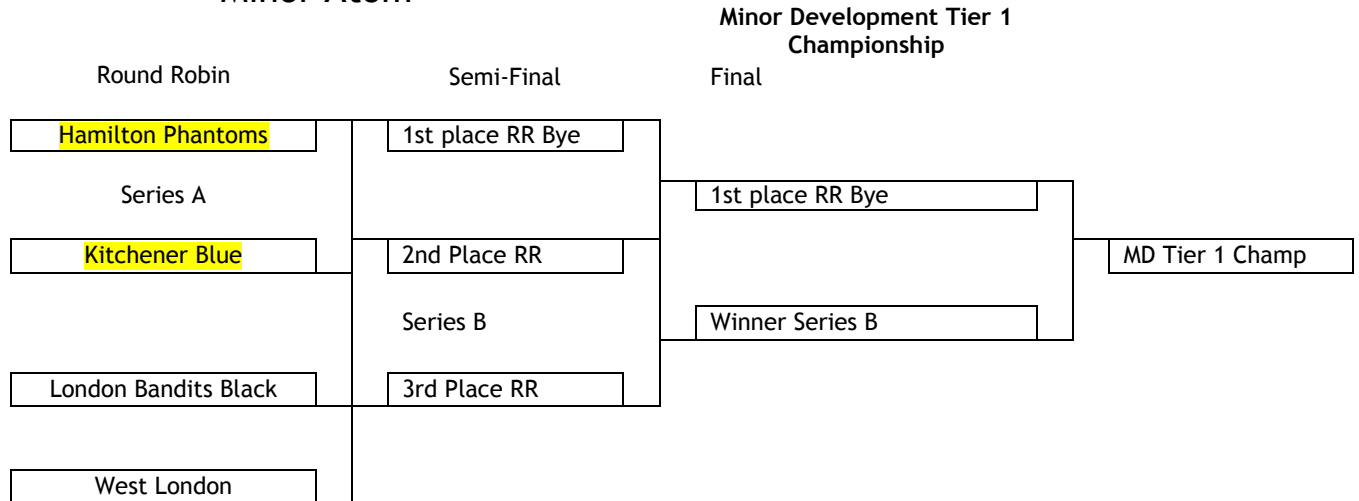 Minor Atom
Minor Development Tier 1
Championship
Round Robin
Semi-Final
Final
Hamilton Phantoms
1st place RR Bye
Series A
1st place RR Bye
Kitchener Blue
2nd Place RR
MD Tier 1 Champ
Series B
Winner Series B
London Bandits Black
3rd Place RR
West London